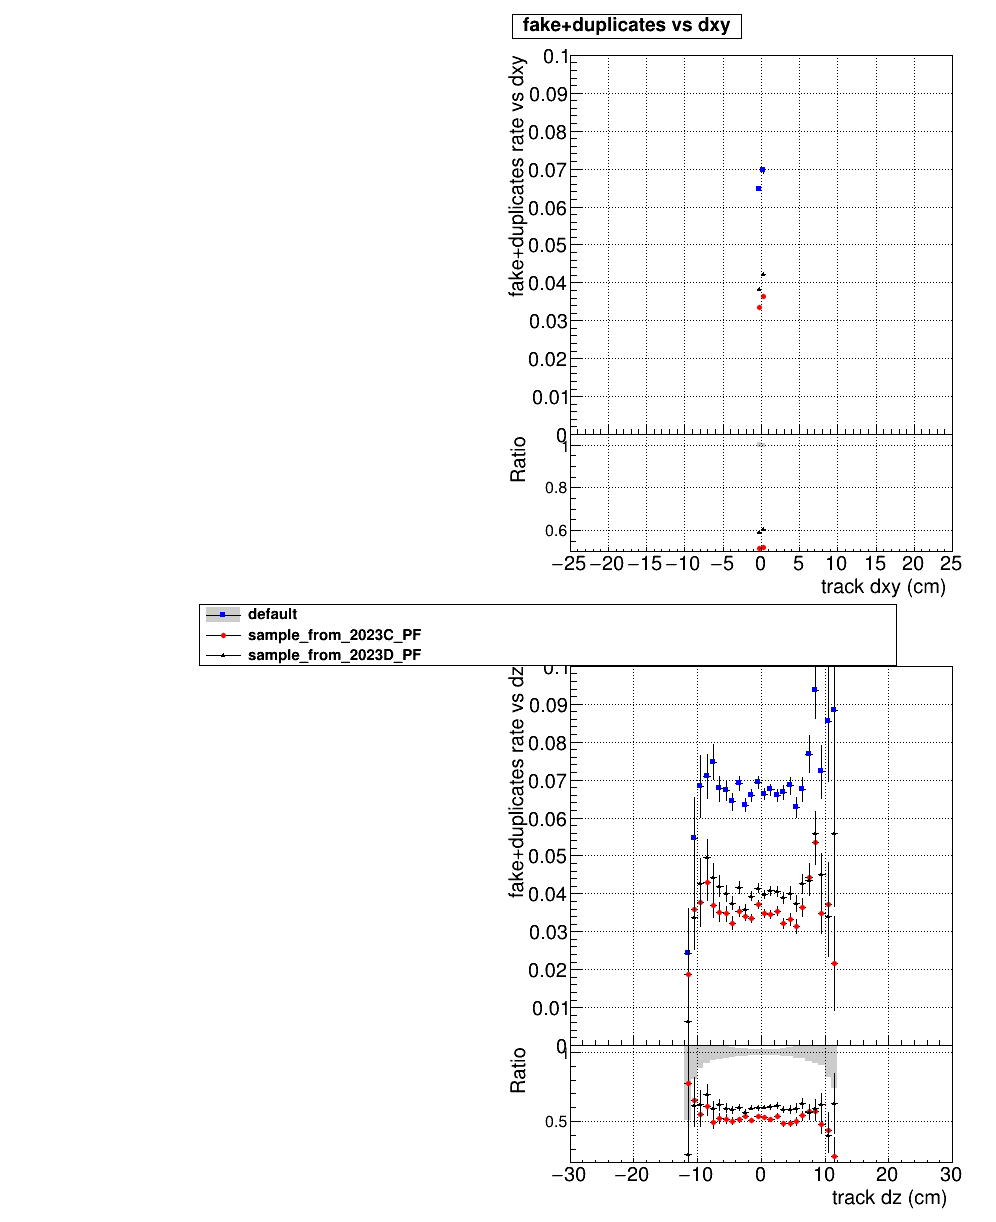 fake+duplicates vs dxy
fake+duplicates rate vs dxy
0.1
0.09
0.08
0.07
0.06
0.05
0.04
0.03
0.02
0.01
0
Ratio
1
0.8
0.6
−25 −20 −15 −10 −5 0 5 10 15 20 25
track dxy (cm)
default
sample_from_2023C_PF
sample_from_2023D_PF
fake+duplicates rate vs dz
0.1
0.09
0.08
0.07
0.06
0.05
0.04
0.03
0.02
0.01
0
Ratio
1
0.5
−30 −20 −10 0 10 20 30
track dz (cm)